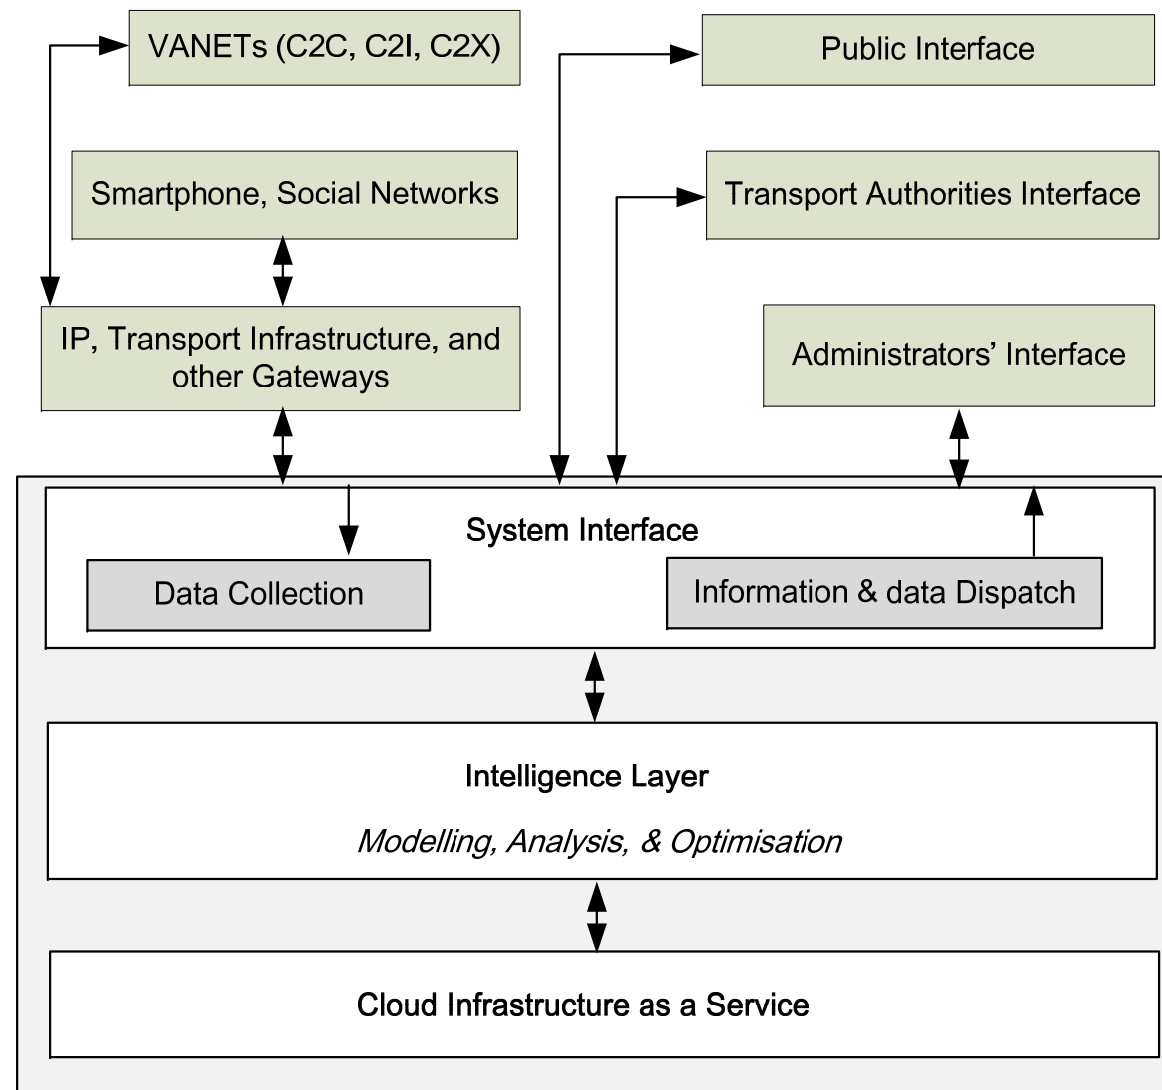 VANETs (C2C, C2I, C2X)
Public Interface
Smartphone, Social Networks
Transport Authorities Interface
IP, Transport Infrastructure, and
other Gateways
Administrators’ Interface
System Interface
Data Collection
Information & data Dispatch
Intelligence Layer
Modelling, Analysis, & Optimisation
Cloud Infrastructure as a Service